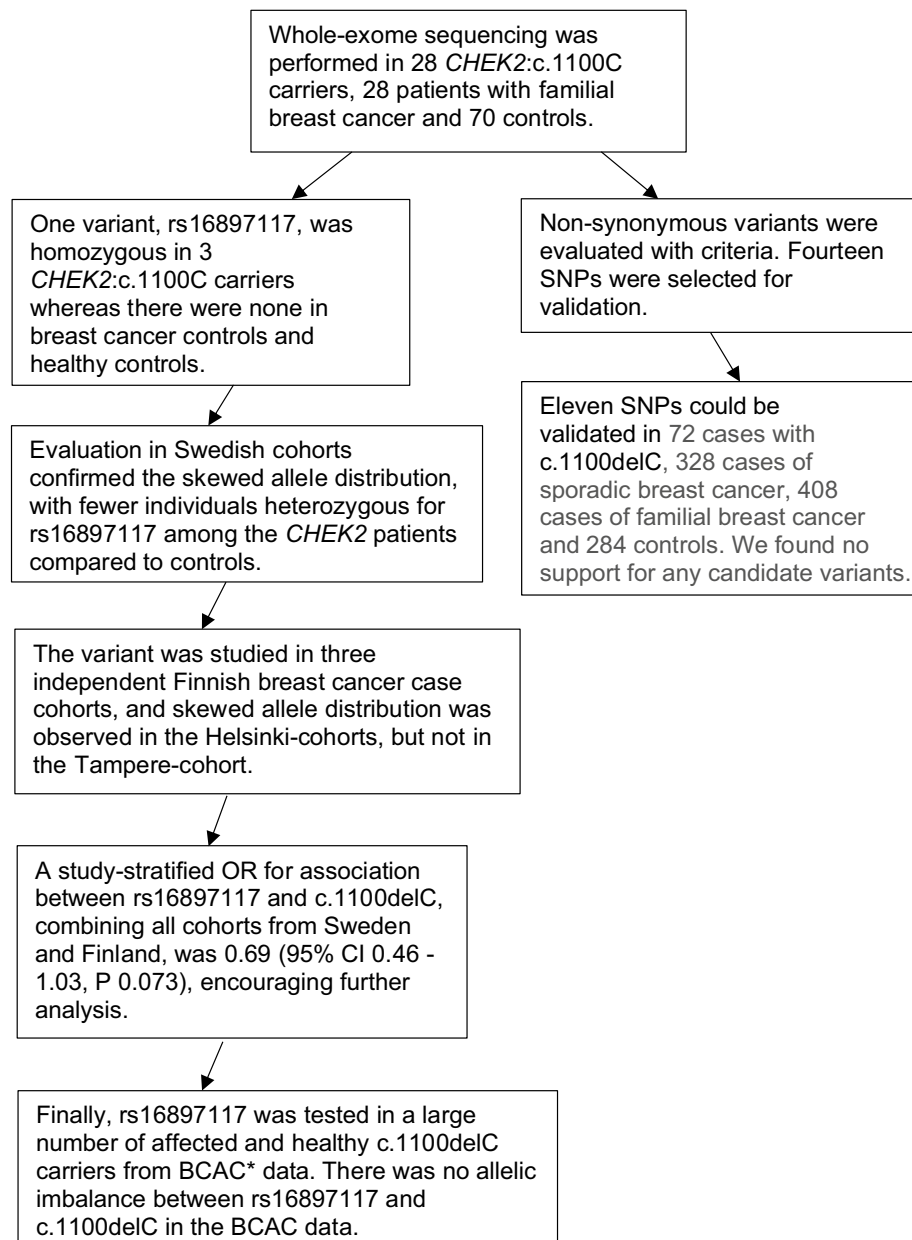 Whole-exome sequencing was
performed in 28 CHEK2:c.1100C
carriers, 28 patients with familial
breast cancer and 70 controls.
One variant, rs16897117, was
homozygous in 3
CHEK2:c.1100C carriers
whereas there were none in
breast cancer controls and
healthy controls.
Non-synonymous variants were
evaluated with criteria. Fourteen
SNPs were selected for
validation.
Eleven SNPs could be
validated in 72 cases with
c.1100delC, 328 cases of
sporadic breast cancer, 408
cases of familial breast cancer
and 284 controls. We found no
support for any candidate variants.
Evaluation in Swedish cohorts
confirmed the skewed allele distribution,
with fewer individuals heterozygous for
rs16897117 among the CHEK2 patients
compared to controls.
The variant was studied in three
independent Finnish breast cancer case
cohorts, and skewed allele distribution was
observed in the Helsinki-cohorts, but not in
the Tampere-cohort.
A study-stratified OR for association
between rs16897117 and c.1100delC,
combining all cohorts from Sweden
and Finland, was 0.69 (95% CI 0.46 -
1.03, P 0.073), encouraging further
analysis.
Finally, rs16897117 was tested in a large
number of affected and healthy c.1100delC
carriers from BCAC* data. There was no allelic
imbalance between rs16897117 and
c.1100delC in the BCAC data.